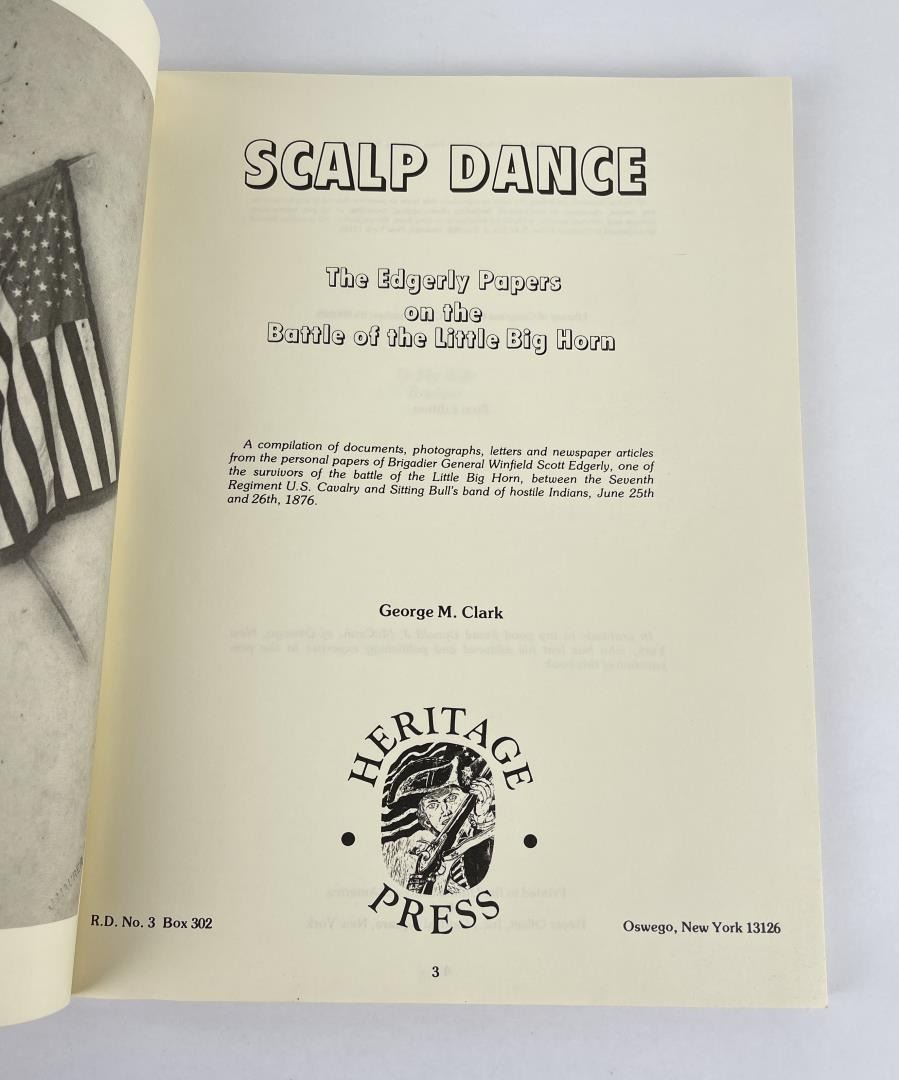 SCALP DANCE
The Edgerly Papers
on the
Battle of the Little Big Horn
A compilation of documents, photographs, letters and newspaper articles
from the personal papers of Brigadier General Winfield Scott Edgerly, one of
the survivors of the battle of the Little Big Horn, between the Seventh
Regiment U.S. Cavalry and Sitting Bull's band of hostile Indians, June 25th
and 26th, 1876.
George M. Clark
HERITAGE
PRESS
R.D. No. 3 Box 302
Oswego, New York 13126
3